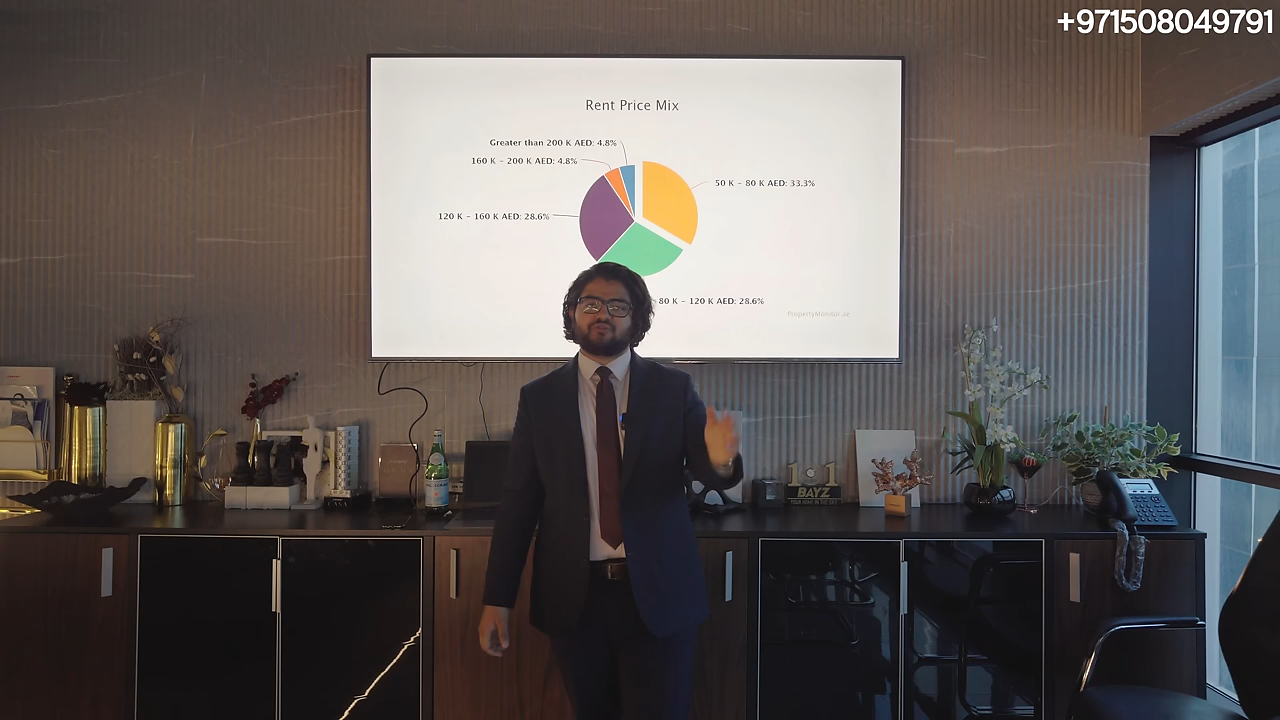 +971508049791
Rent Price Mix
Greater than 200 K AED: 4.8%
160 K - 200 K AED: 4.8%
50 K - 80 K AED: 33.3%
120 K - 160 K AED: 28.6%
80 K - 120 K AED: 28.6%
PropertyMonitor.ae
BAYZ